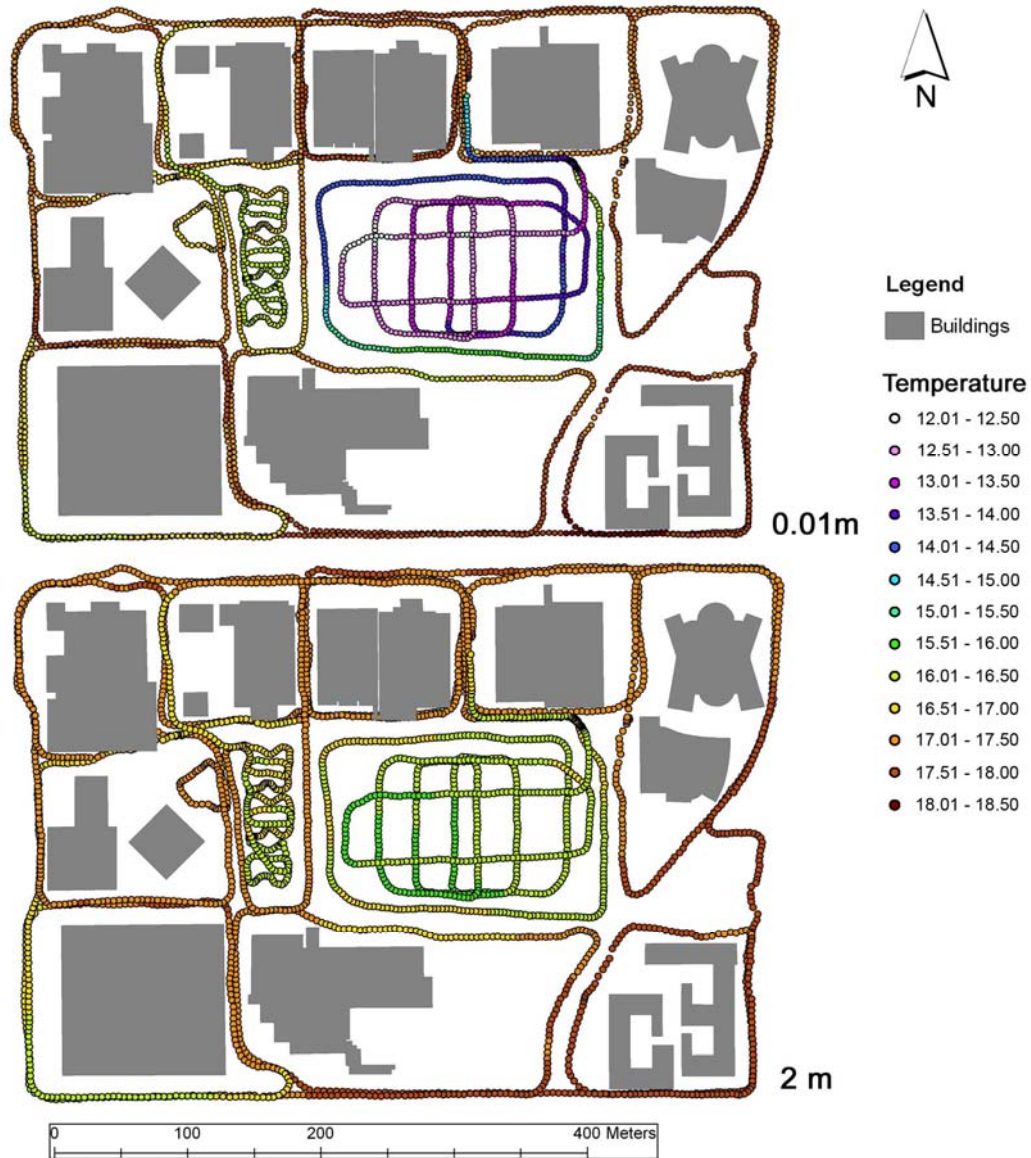 N
Legend
Buildings
Temperature
12.01 - 12.50
12.51 - 13.00
13.01 - 13.50
13.51 - 14.00
14.01 - 14.50
14.51 - 15.00
15.01 - 15.50
15.51 - 16.00
16.01 - 16.50
16.51 - 17.00
17.01 - 17.50
17.51 - 18.00
18.01 - 18.50
0.01m
2 m
0 100 200 400 Meters